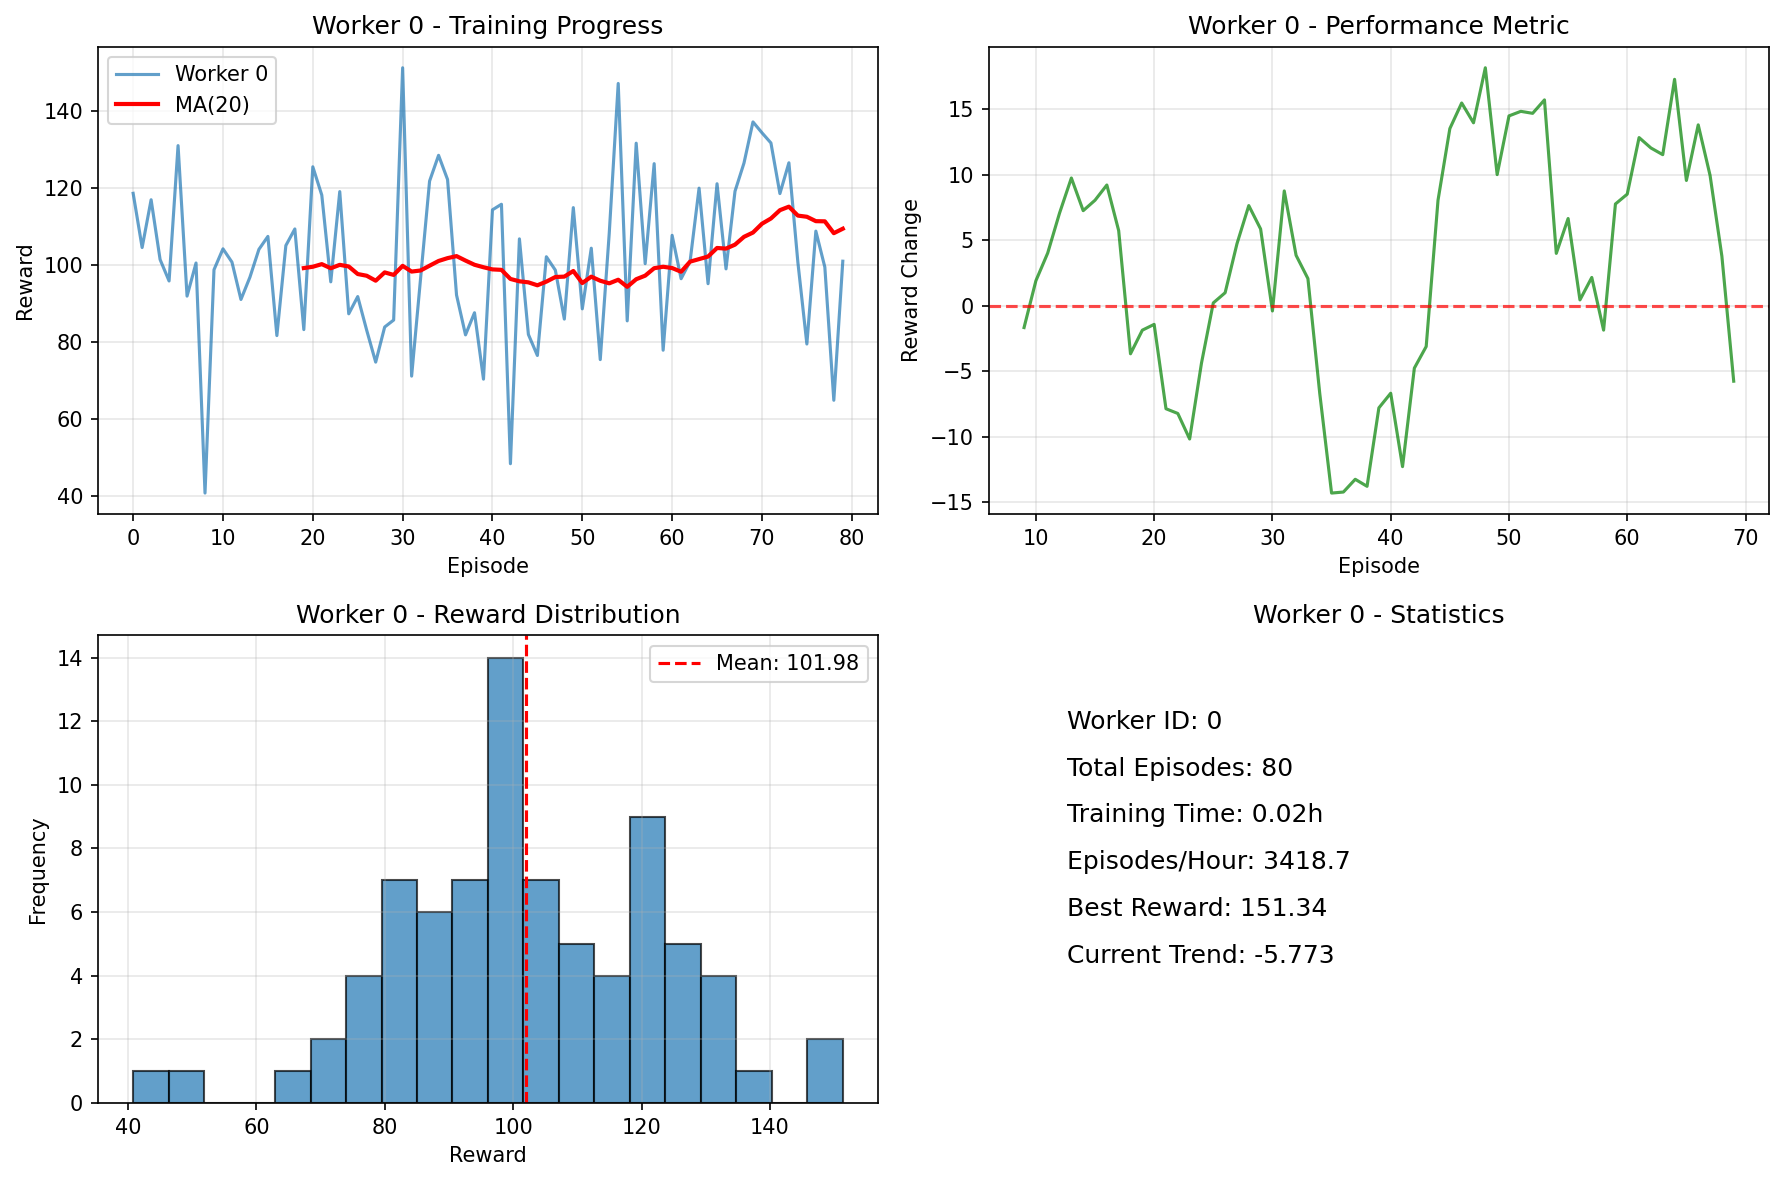 Worker 0 - Training Progress
Worker 0
MA(20)
Reward
140
120
100
80
60
40
0 10 20 30 40 50 60 70 80
Episode
Worker 0 - Performance Metric
Reward Change
15
10
5
0
−5
−10
−15
10 20 30 40 50 60 70
Episode
Worker 0 - Reward Distribution
Mean: 101.98
Frequency
14
12
10
8
6
4
2
0
40 60 80 100 120 140
Reward
Worker 0 - Statistics
Worker ID: 0
Total Episodes: 80
Training Time: 0.02h
Episodes/Hour: 3418.7
Best Reward: 151.34
Current Trend: -5.773